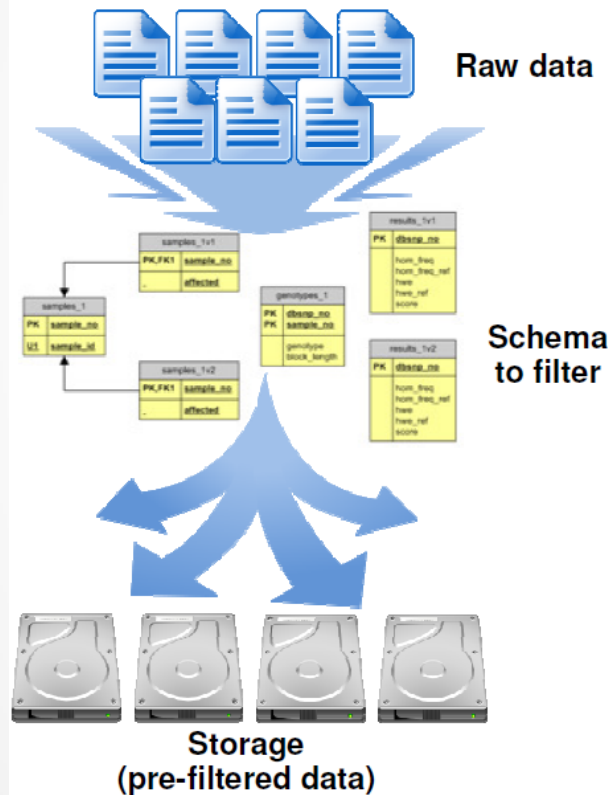 Raw data
samples_1v1
PK,FK1 sample_no
affected
samples_1
PK sample_no
U1 sample_id
samples_1v2
PK,FK1 sample_no
affected
genotypes_1
PK dbsnp_no
PK sample_no
genotype
block_length
results_1v1
PK dbsnp_no
hom_freq
hom_freq_ref
hwe
hwe_ref
score
results_1v2
PK dbsnp_no
hom_freq
hom_freq_ref
hwe
hwe_ref
score
Schema
to filter
Storage
(pre-filtered data)